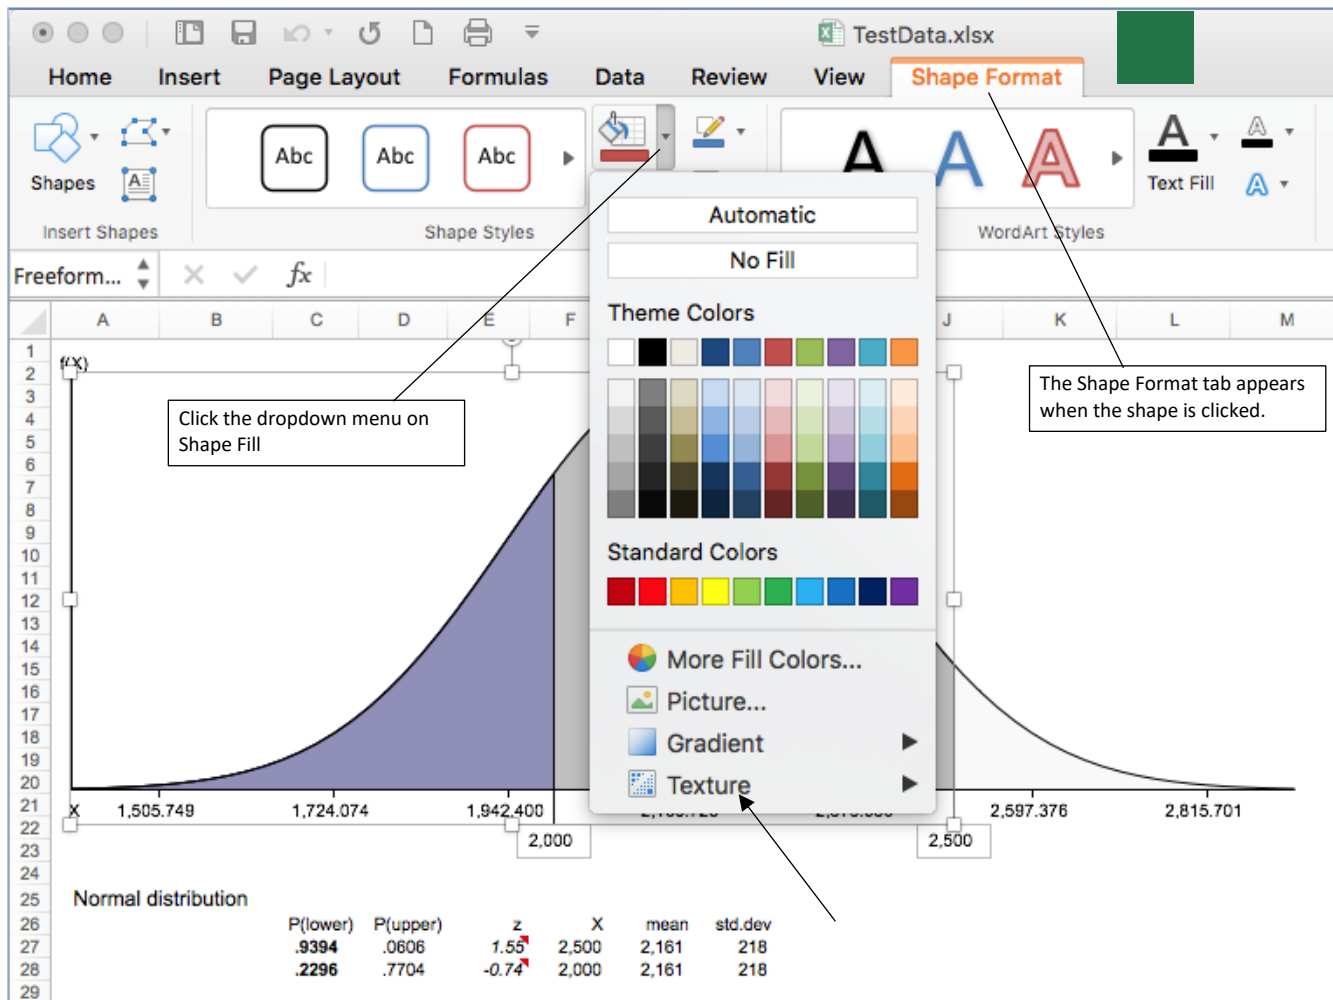 TestData.xlsx
Home Insert Page Layout Formulas Data Review View Shape Format
Abc Abc Abc
A A A
A
A
Shapes
A
Text Fill
A
Insert Shapes Shape Styles WordArt Styles
Automatic
No Fill
Freeform... fx
Theme Colors
A B C D E F J K L M
1
f(X)
2
3
The Shape Format tab appears
when the shape is clicked.
Click the dropdown menu on
Shape Fill
4
5
6
7
8
9
10
Standard Colors
11
12
13
14
More Fill Colors...
15
16
Picture...
17
18
Gradient
19
20
Texture
21
X 1,505.749 1,724.074 1,942.400 2,597.376 2,815.701
22
2,000 2,500
23
24
25 Normal distribution
26 P(lower) P(upper) z X mean std.dev
27 .9394 .0606 1.55 2,500 2,161 218
28 .2296 .7704 -0.74 2,000 2,161 218
29